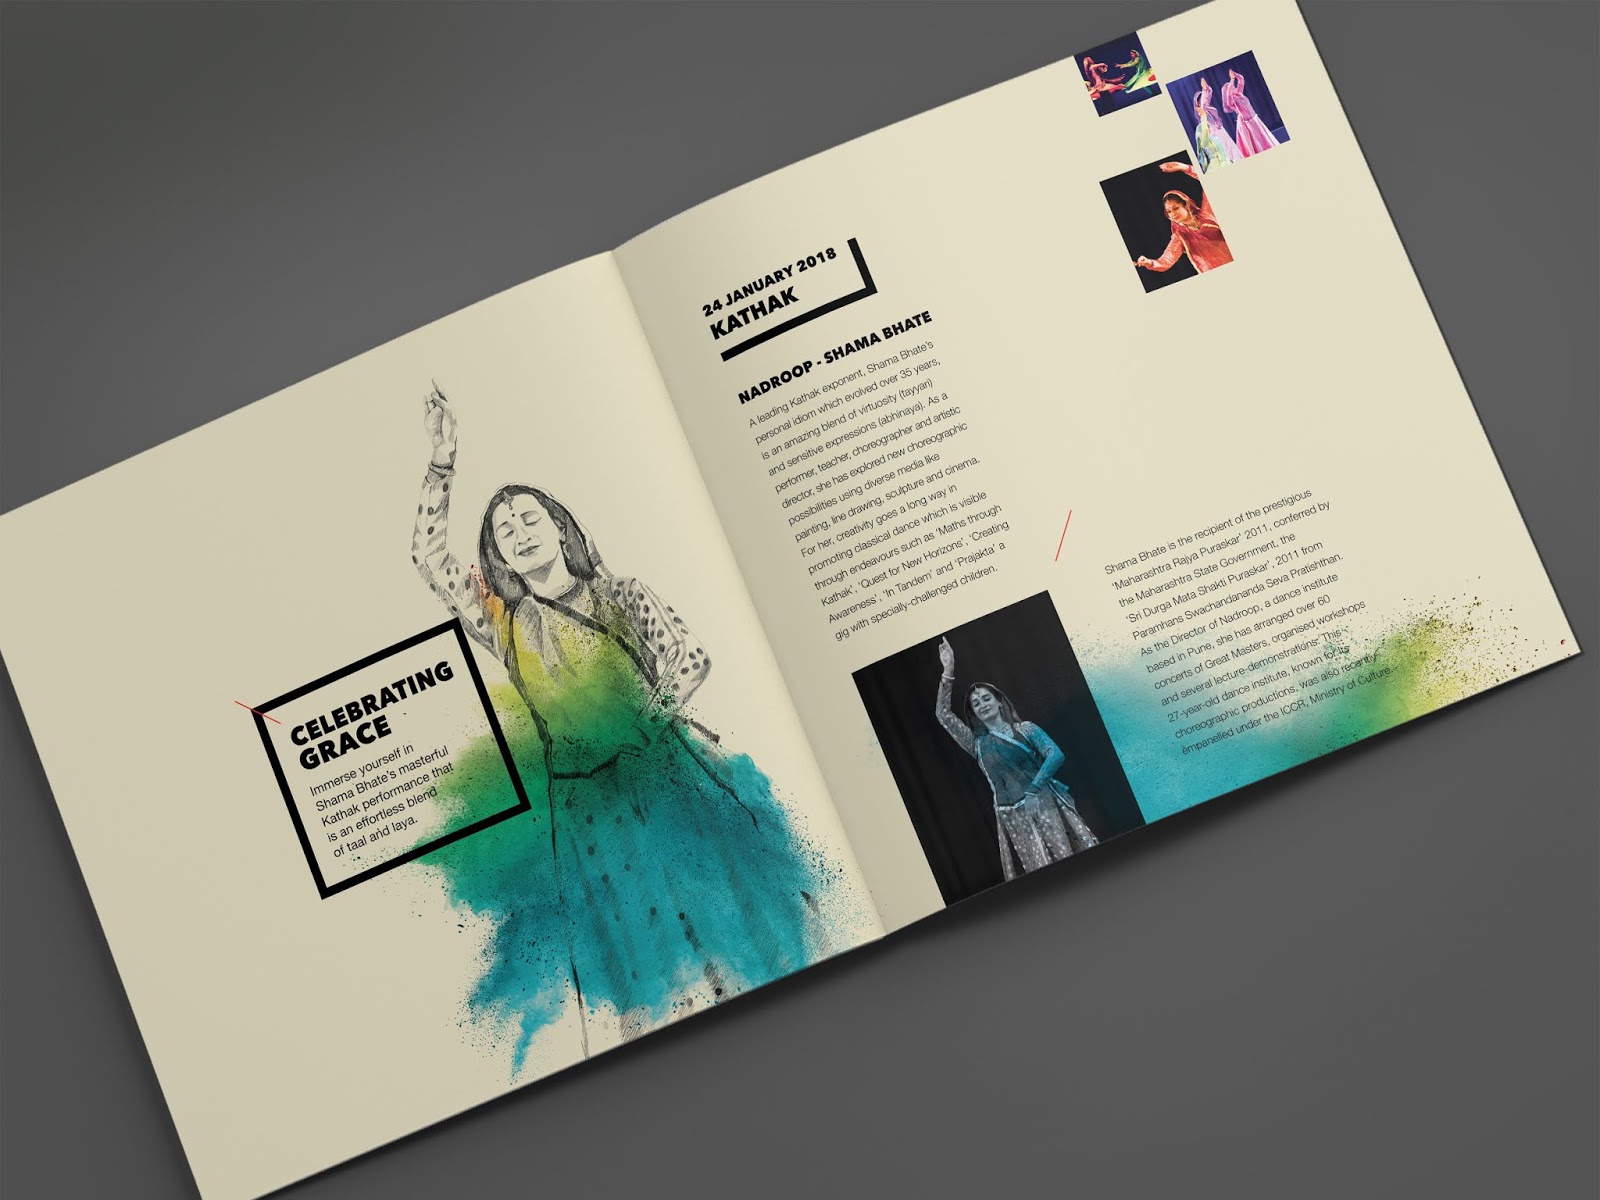 CELEBRATING
GRACE
Immerse yourself in
Shama Bhate's masterful
Kathak performance that
is an effortless blend
of taal and laya.
24 JANUARY 2018
KATHAK
NADROOP - SHAMA BHATE
A leading Kathak exponent, Shama Bhate's
personal idiom which evolved over 35 years,
is an amazing blend of virtuosity (tayyari)
and sensitive expressions (abhinaya). As a
performer, teacher, choreographer and artistic
director, she has explored new choreographic
possibilities using diverse media like
painting, line drawing, sculpture and cinema.
For her, creativity goes a long way in
promoting classical dance which is visible
through endeavours such as 'Maths through
Kathak', 'Quest for New Horizons', 'Creating
Awareness', 'In Tandem' and 'Prajakta' a
gig with specially-challenged children.
Shama Bhate is the recipient of the prestigious
'Maharashtra Rajya Puraskar' 2011, conferred by
the Maharashtra State Government, the
'Sri Durga Mata Shakti Puraskar', 2011 from
Paramhans Swachandananda Seva Pratishthan.
As the Director of Nadroop, a dance institute
based in Pune, she has arranged over 60
concerts of Great Masters, organised workshops
and several lecture-demonstrations. This
27-year-old dance institute, known for its
choreographic productions, was also recently
empanelled under the ICCR, Ministry of Culture.